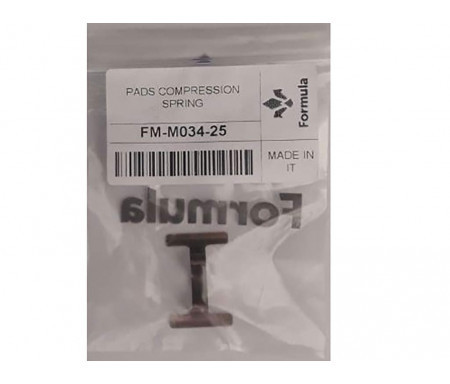 PADS COMPRESSION
SPRING
FM-M034-25
Formula
MADE IN
IT
Formula